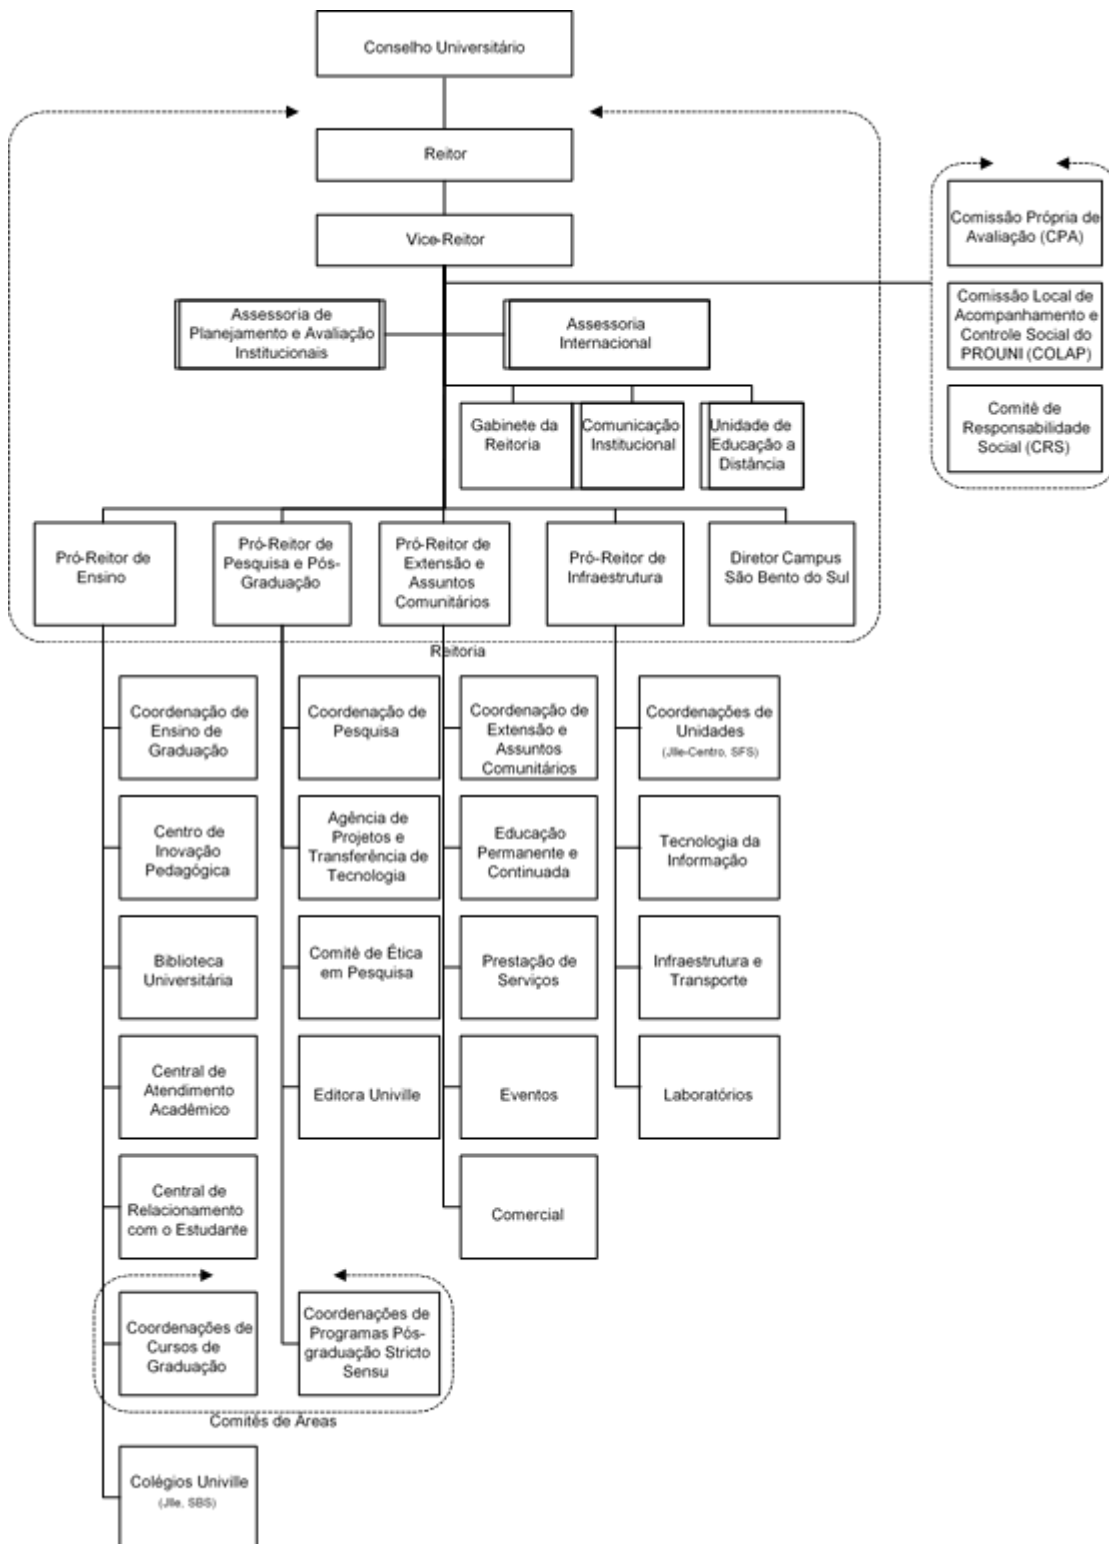 Conselho Universitário
Reitor
Vice-Reitor
Comissão Própria de
Avaliação (CPA)
Comissão Local de
Acompanhamento e
Controle Social do
PROUNI (COLAP)
Comitê de
Responsabilidade
Social (CRS)
Assessoria de
Planejamento e Avaliação
Institucionais
Assessoria
Internacional
Gabinete da
Reitoria
Comunicação
Institucional
Unidade de
Educação a
Distância
Pró-Reitor de
Ensino
Pró-Reitor de
Pesquisa e Pós-
Graduação
Pró-Reitor de
Extensão e
Assuntos
Comunitários
Pró-Reitor de
Infraestrutura
Diretor Campus
São Bento do Sul
Reitoria
Coordenação de
Ensino de
Graduação
Coordenação de
Pesquisa
Coordenação de
Extensão e
Assuntos
Comunitários
Coordenações de
Unidades
(Jlle-Centro, SFS)
Centro de
Inovação
Pedagógica
Agência de
Projetos e
Transferência de
Tecnologia
Educação
Permanente e
Continuada
Tecnologia da
Informação
Biblioteca
Universitária
Comitê de Ética
em Pesquisa
Prestação de
Serviços
Infraestrutura e
Transporte
Central de
Atendimento
Acadêmico
Editora Univille
Eventos
Laboratórios
Central de
Relacionamento
com o Estudante
Comercial
Coordenações de
Cursos de
Graduação
Coordenações de
Programas Pós-
graduação Stricto
Sensu
Comitês de Áreas
Colégios Univille
(Jlle, SBS)